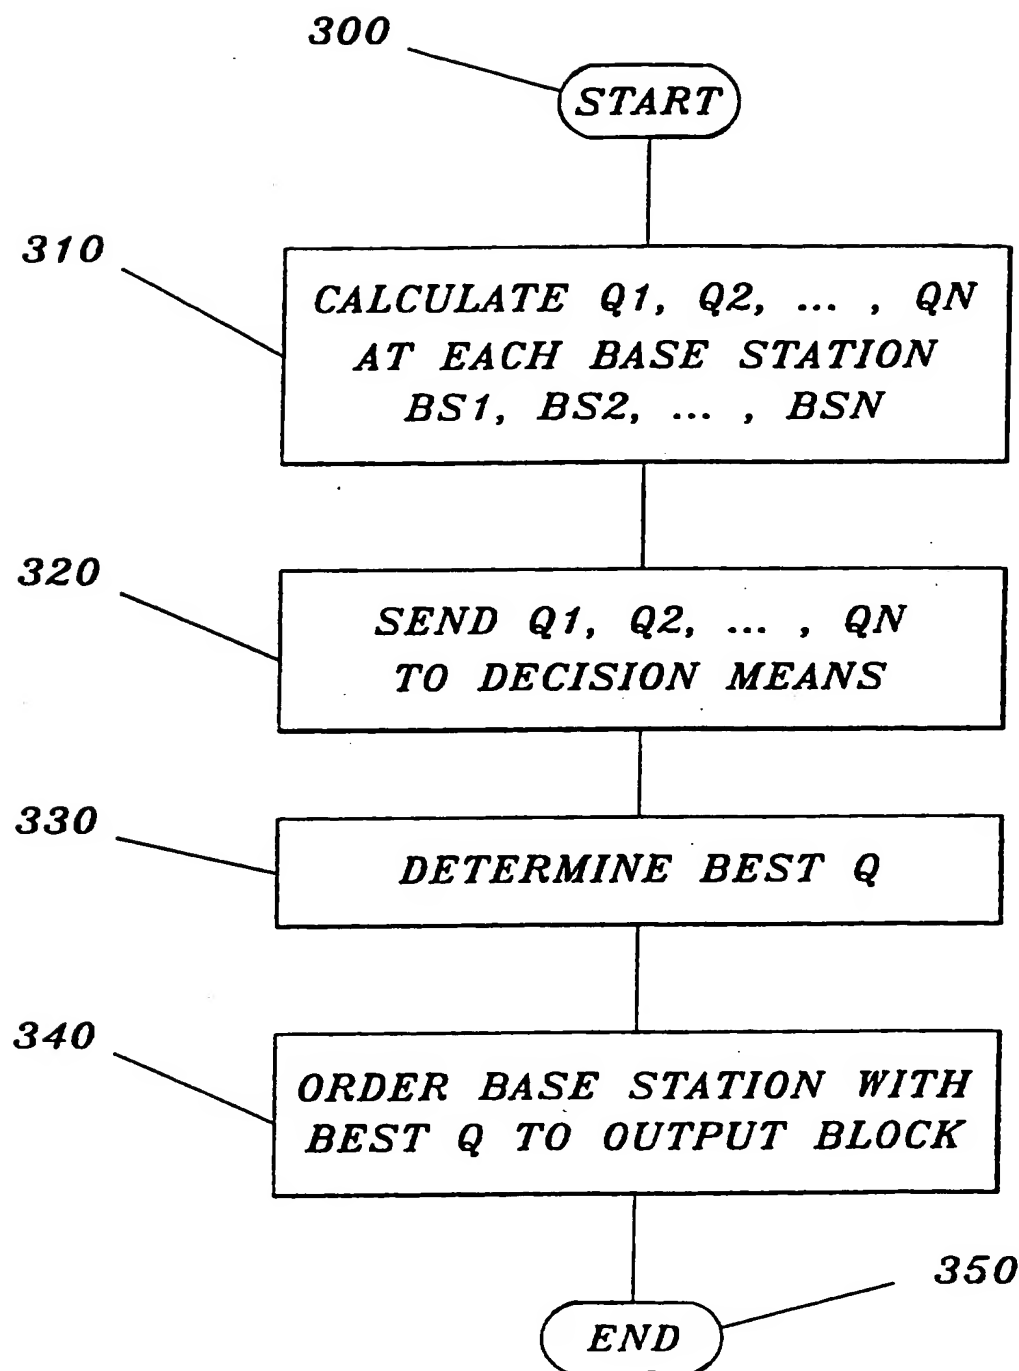 300
START
310
CALCULATE Q1, Q2, ... , QN
AT EACH BASE STATION
BS1, BS2, ... , BSN
320
SEND Q1, Q2, ... , QN
TO DECISION MEANS
330
DETERMINE BEST Q
340
ORDER BASE STATION WITH
BEST Q TO OUTPUT BLOCK
350
END